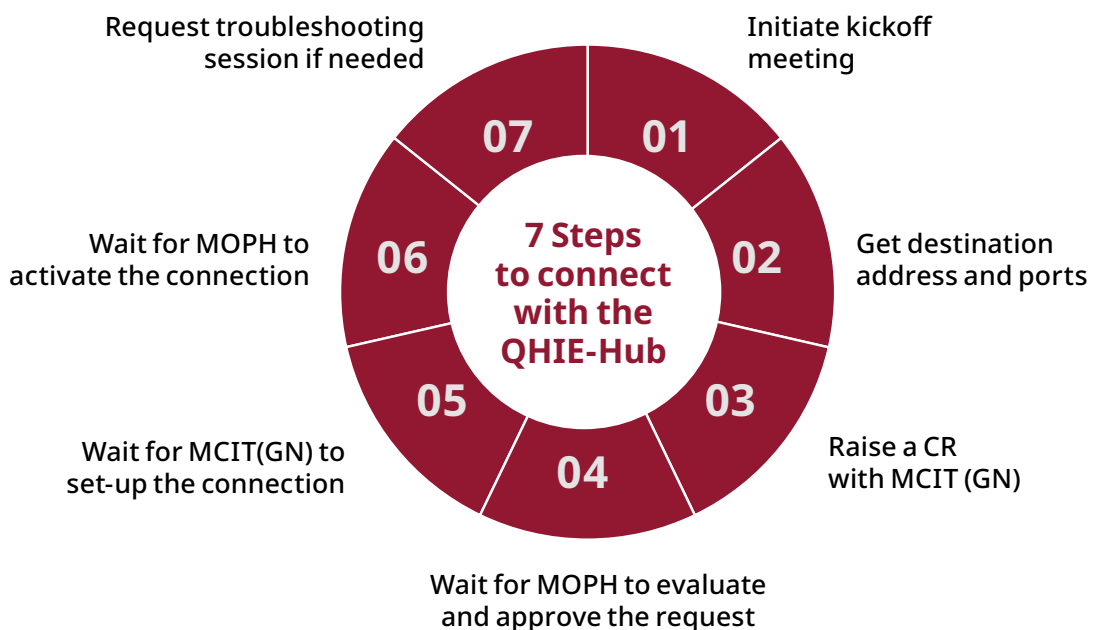 7 Steps
to connect
with the
QHIE-Hub
01
Initiate kickoff
meeting
02
Get destination
address and ports
03
Raise a CR
with MCIT (GN)
04
Wait for MOPH to evaluate
and approve the request
05
Wait for MCIT(GN) to
set-up the connection
06
Wait for MOPH to
activate the connection
07
Request troubleshooting
session if needed